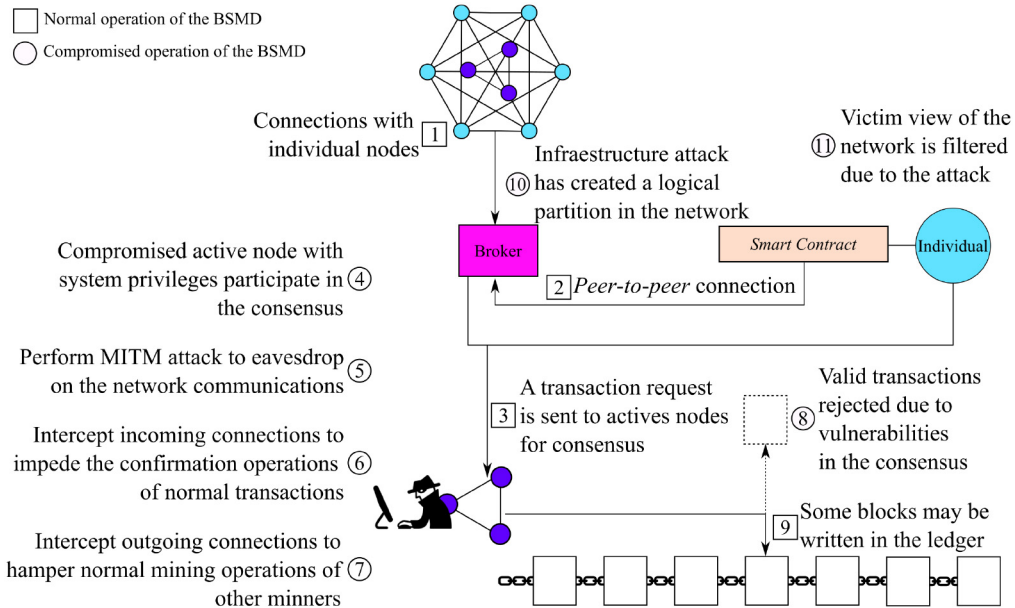 Normal operation of the BSMD
Compromised operation of the BSMD
Connections with
individual nodes
1
Infraestructure attack
10
has created a logical
partition in the network
Victim view of the
11
network is filtered
due to the attack
Broker
Smart Contract
Individual
2
Peer-to-peer connection
Compromised active node with
system privileges participate in
4
the consensus
Perform MITM attack to eavesdrop
5
on the network communications
A transaction request
3
is sent to actives nodes
for consensus
Valid transactions
rejected due to
8
vulnerabilities
in the consensus
Intercept incoming connections to
impede the confirmation operations
6
of normal transactions
9
Some blocks may be
written in the ledger
Intercept outgoing connections to
hamper normal mining operations of
7
other minners